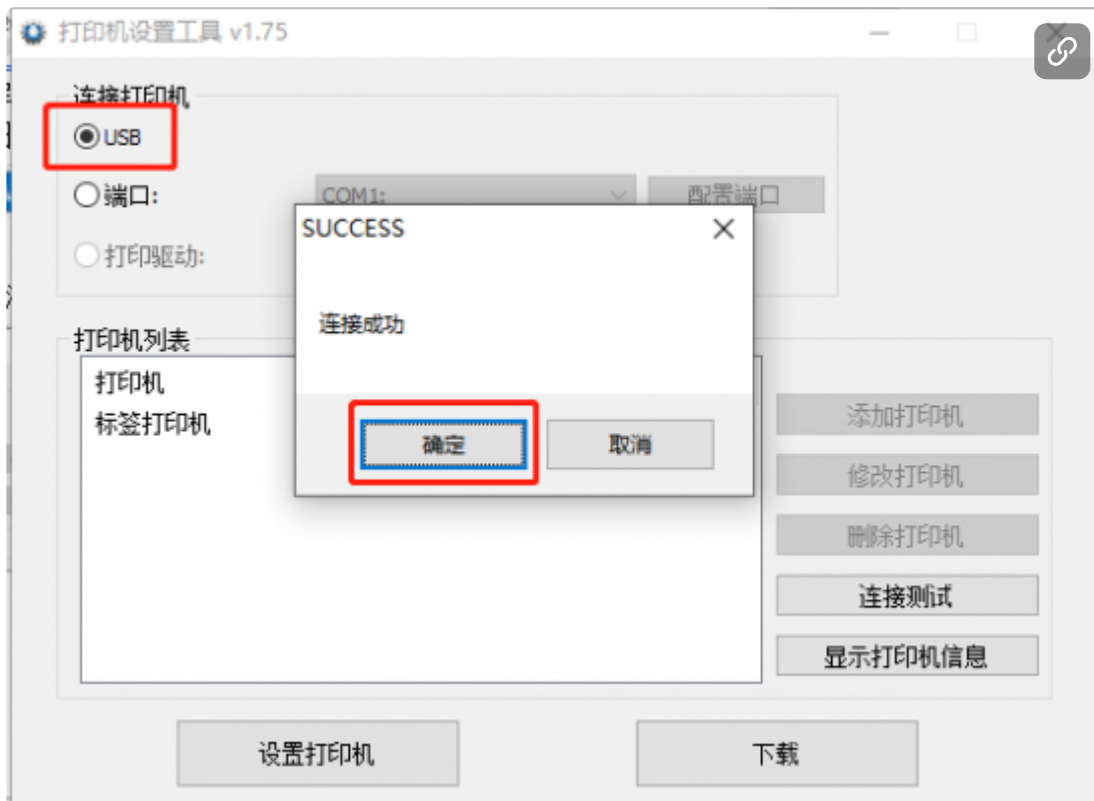 打印机设置工具 v1.75
连接打印机
USB
端口:
COM1:
配置端口
打印驱动:
SUCCESS
连接成功
确定
取消
打印机列表
打印机
标签打印机
添加打印机
修改打印机
删除打印机
连接测试
显示打印机信息
设置打印机
下载